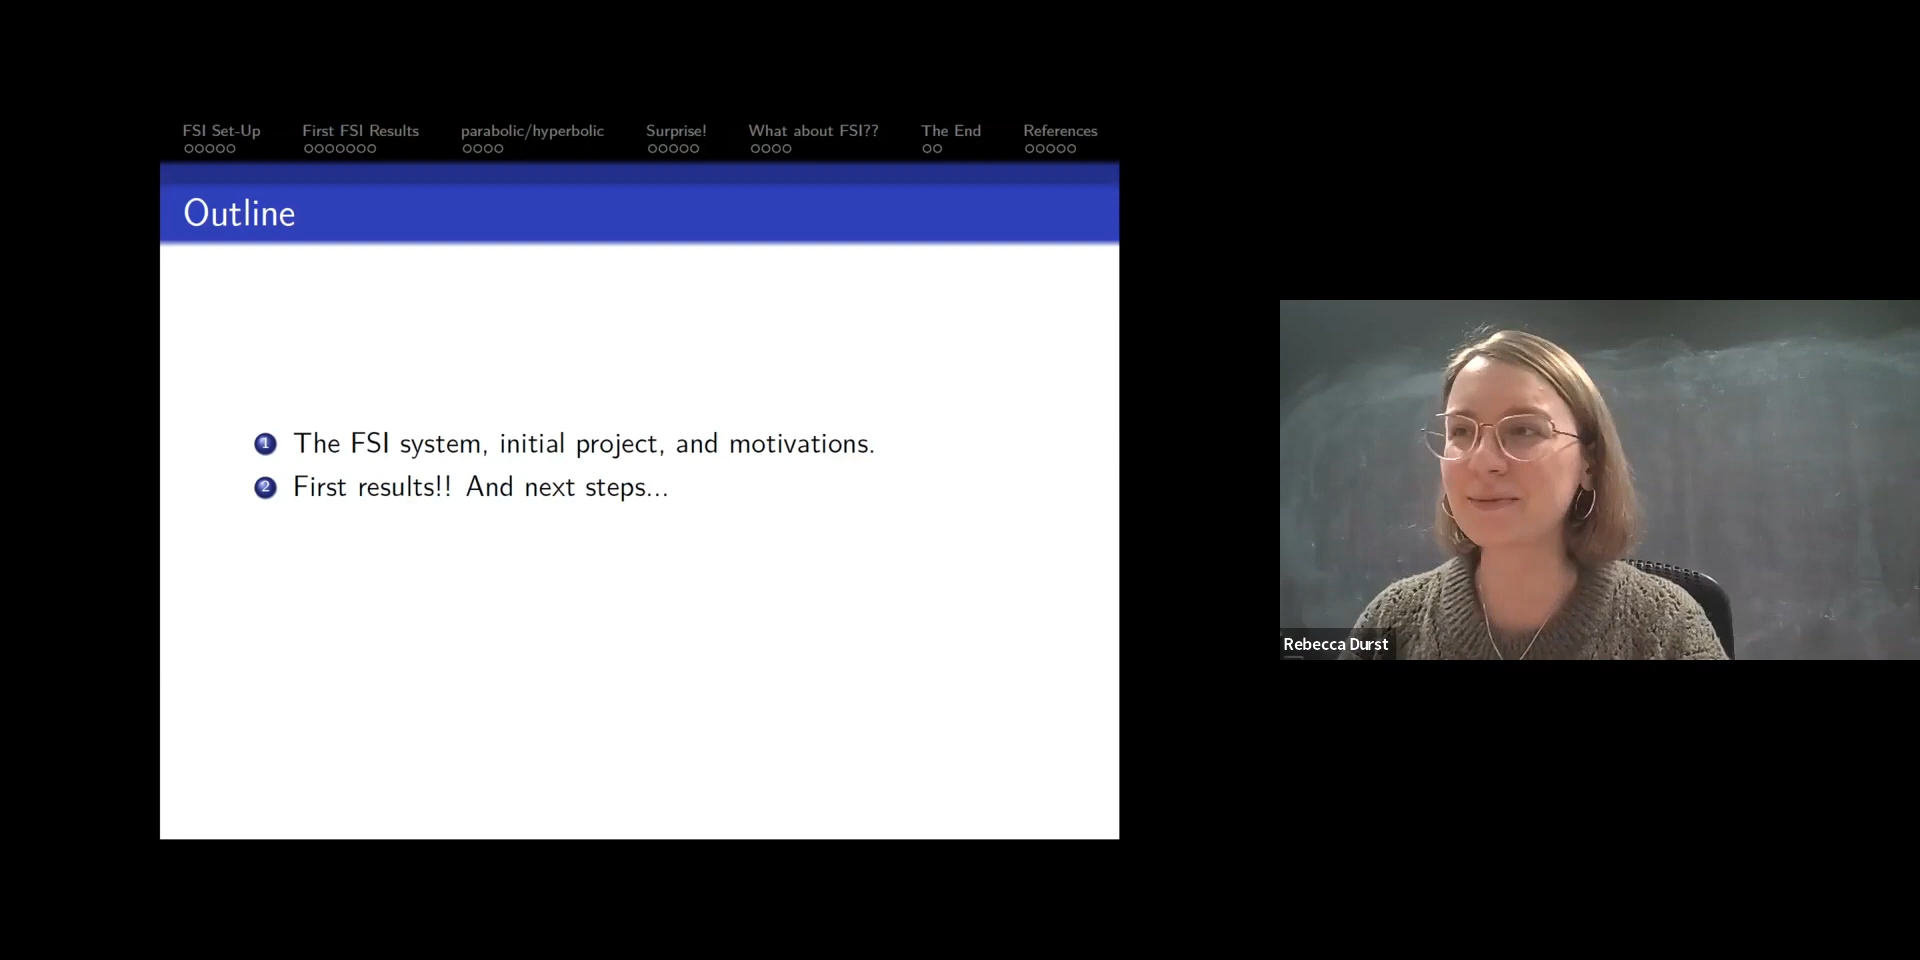 FSI Set-Up First FSI Results parabolic/hyperbolic Surprise! What about FSI?? The End References
Outline
1 The FSI system, initial project, and motivations.
2 First results!! And next steps...
Rebecca Durst